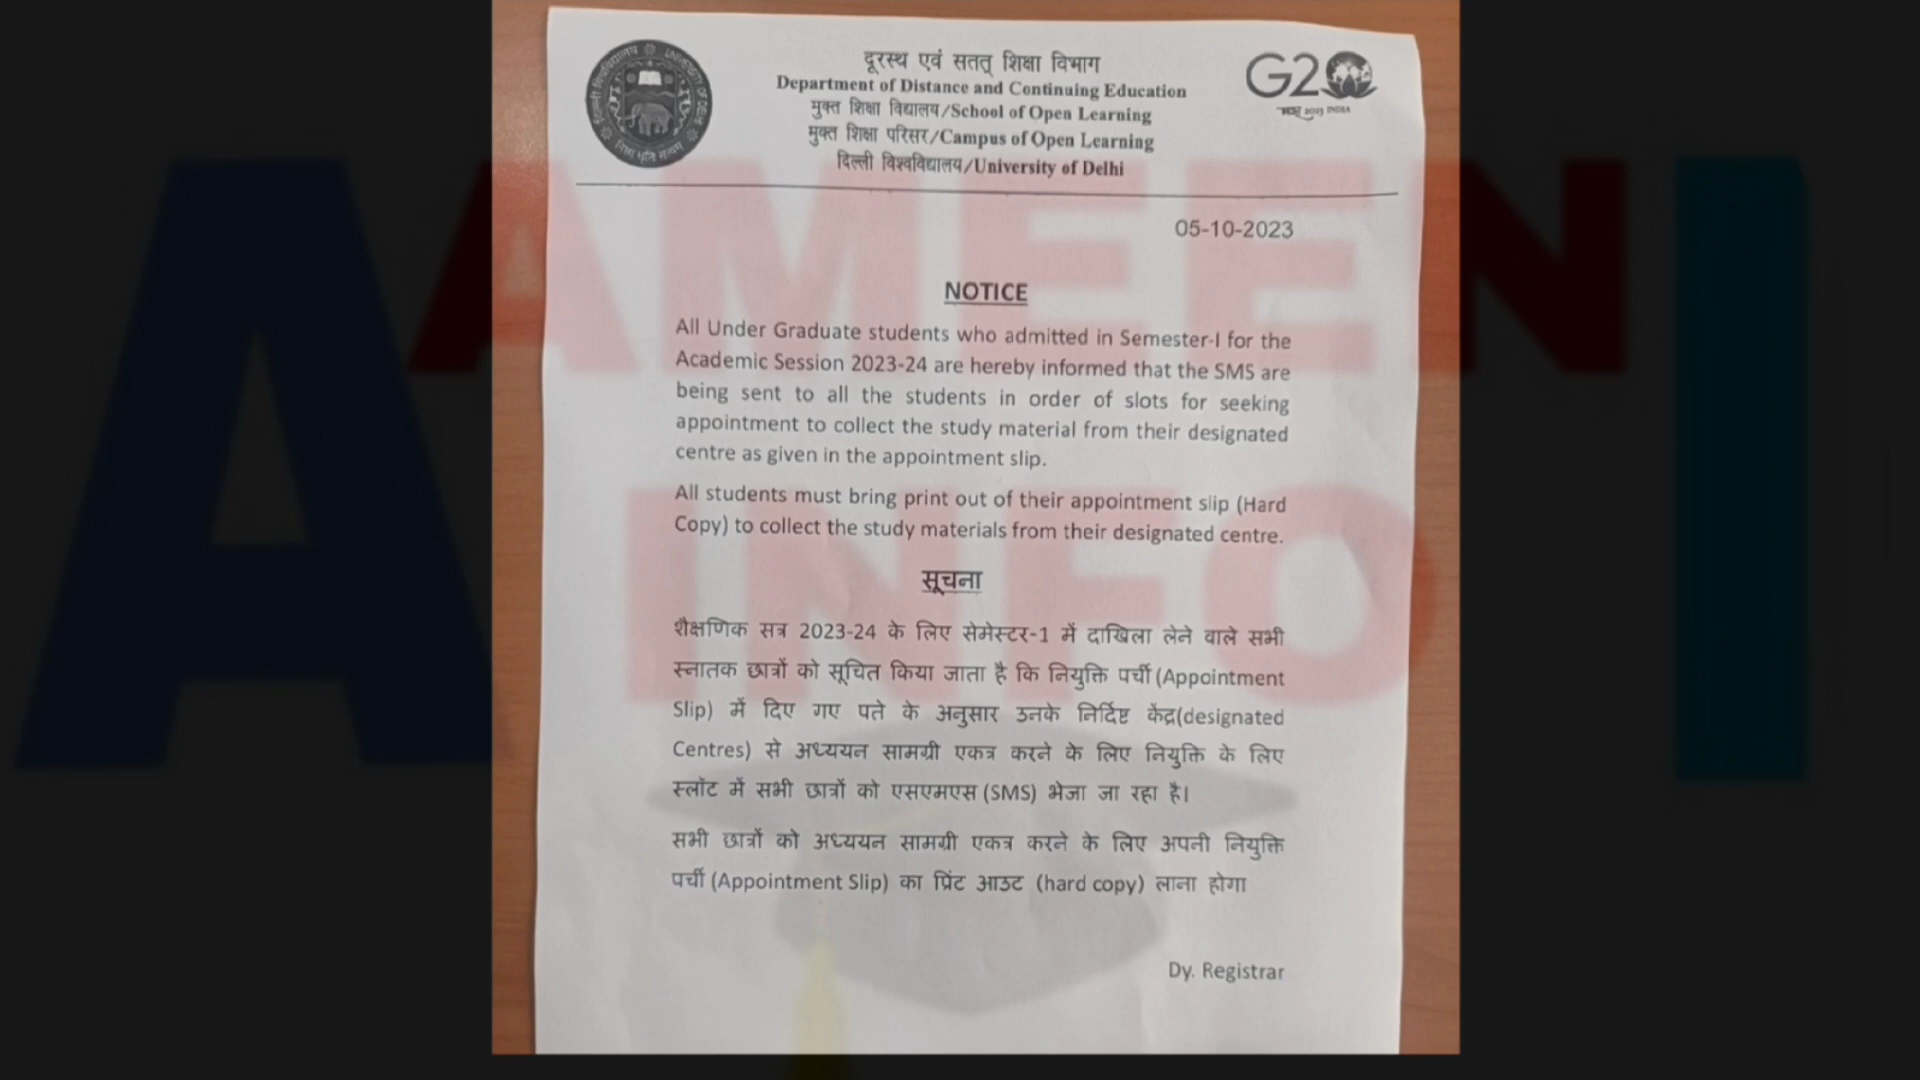 दूरस्थ एवं सततू शिक्षा विभाग
Department of Distance and Continuing Education
मुक्त शिक्षा विद्यालय/School of Open Learning
मुक्त शिक्षा परिसर/Campus of Open Learning
दिल्ली विश्वविद्यालय/University of Delhi
G20
2023 INDIA
05-10-2023
NOTICE
All Under Graduate students who admitted in Semester-I for the
Academic Session 2023-24 are hereby informed that the SMS are
being sent to all the students in order of slots for seeking
appointment to collect the study material from their designated
centre as given in the appointment slip.
All students must bring print out of their appointment slip (Hard
Copy) to collect the study materials from their designated centre.
सूचना
शैक्षणिक सत्र 2023-24 के लिए सेमेस्टर-1 में दाखिला लेने वाले सभी
स्नातक छात्रों को सूचित किया जाता है कि नियुक्ति पर्ची (Appointment
Slip) में दिए गए पते के अनुसार उनके निर्दिष्ट केंद्र(designated
Centres) से अध्ययन सामग्री एकत्र करने के लिए नियुक्ति के लिए
स्लॉट में सभी छात्रों को एसएमएस (SMS) भेजा जा रहा है।
सभी छात्रों को अध्ययन सामग्री एकत्र करने के लिए अपनी नियुक्ति
पर्ची (Appointment Slip) का प्रिंट आउट (hard copy) लाना होगा
Dy. Registrar
AMEEN
INFO
A
I